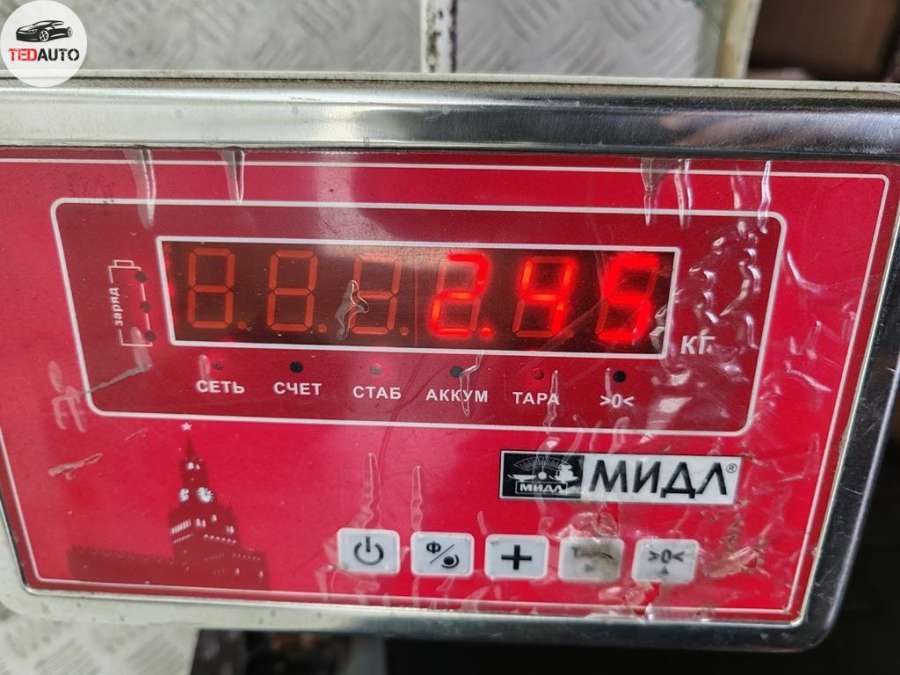 TEDAUTO
2.45
заряд
КГ
СЕТЬ СЧЕТ СТАБ АККУМ ТАРА >0<
МИДЛ МИДЛ®
Ф + >0<